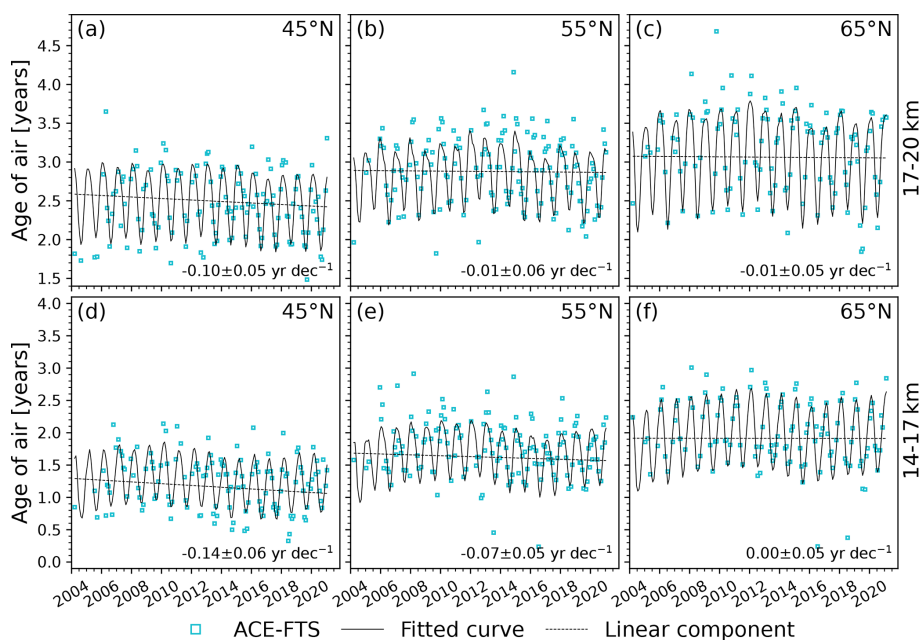 (a) 45°N (b) 55°N (c) 65°N
4.5
4.0
3.5
3.0
2.5
2.0
1.5
Age of air [years]
17-20 km
-0.10±0.05 yr dec⁻¹ -0.01±0.06 yr dec⁻¹ -0.01±0.05 yr dec⁻¹
(d) 45°N (e) 55°N (f) 65°N
4.0
3.5
3.0
2.5
2.0
1.5
1.0
0.5
0.0
Age of air [years]
14-17 km
-0.14±0.06 yr dec⁻¹ -0.07±0.05 yr dec⁻¹ 0.00±0.05 yr dec⁻¹
2004 2006 2008 2010 2012 2014 2016 2018 2020 2004 2006 2008 2010 2012 2014 2016 2018 2020 2004 2006 2008 2010 2012 2014 2016 2018 2020
ACE-FTS Fitted curve Linear component